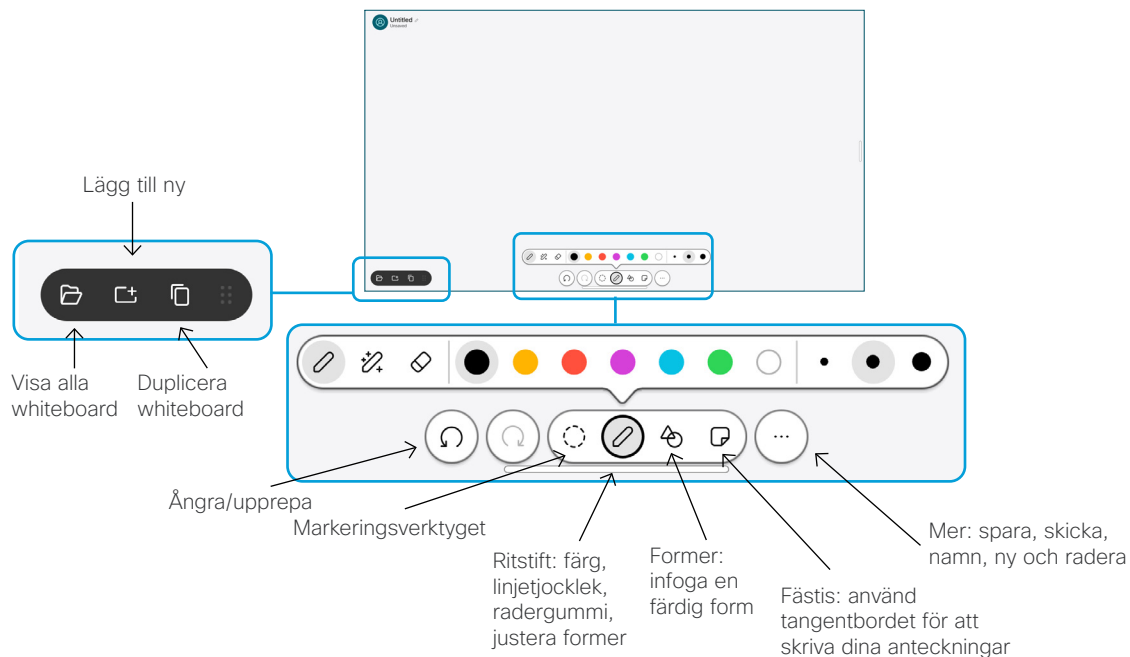 Untitled
Unsaved
Lägg till ny
Visa alla
whiteboard
Duplicera
whiteboard
Ångra/upprepa
Markeringsverktyget
Ritstift: färg,
linjetjocklek,
radergummi,
justera former
Former:
infoga en
färdig form
Fästis: använd
tangentbordet för att
skriva dina anteckningar
Mer: spara, skicka,
namn, ny och radera